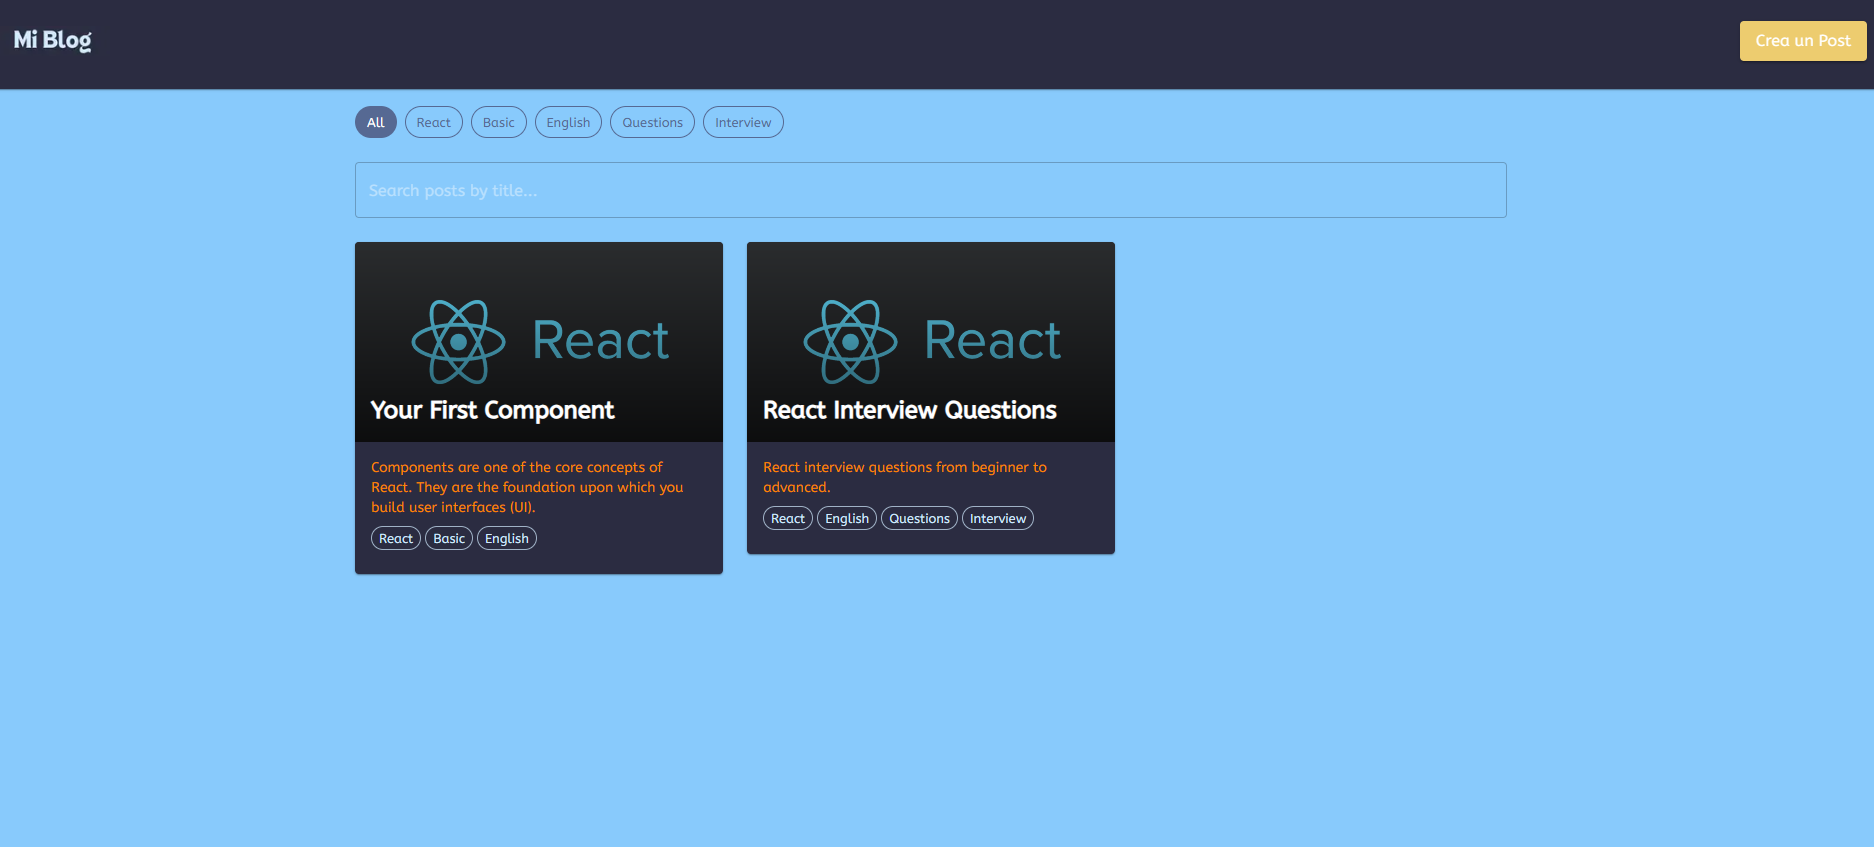 Mi Blog
Crea un Post
All
React
Basic
English
Questions
Interview
Search posts by title...
React
Your First Component
Components are one of the core concepts of
React. They are the foundation upon which you
build user interfaces (UI).
React
Basic
English
React
React Interview Questions
React interview questions from beginner to
advanced.
React
English
Questions
Interview